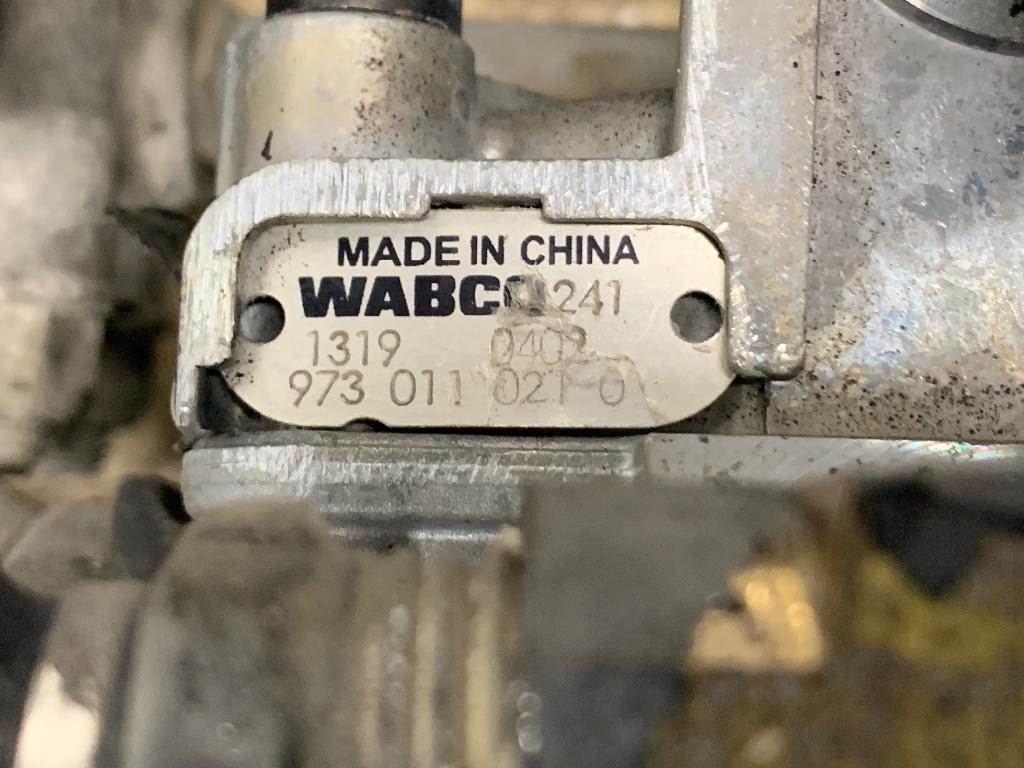 MADE IN CHINA
WABCO 241
1319 0402
973 011 021 0